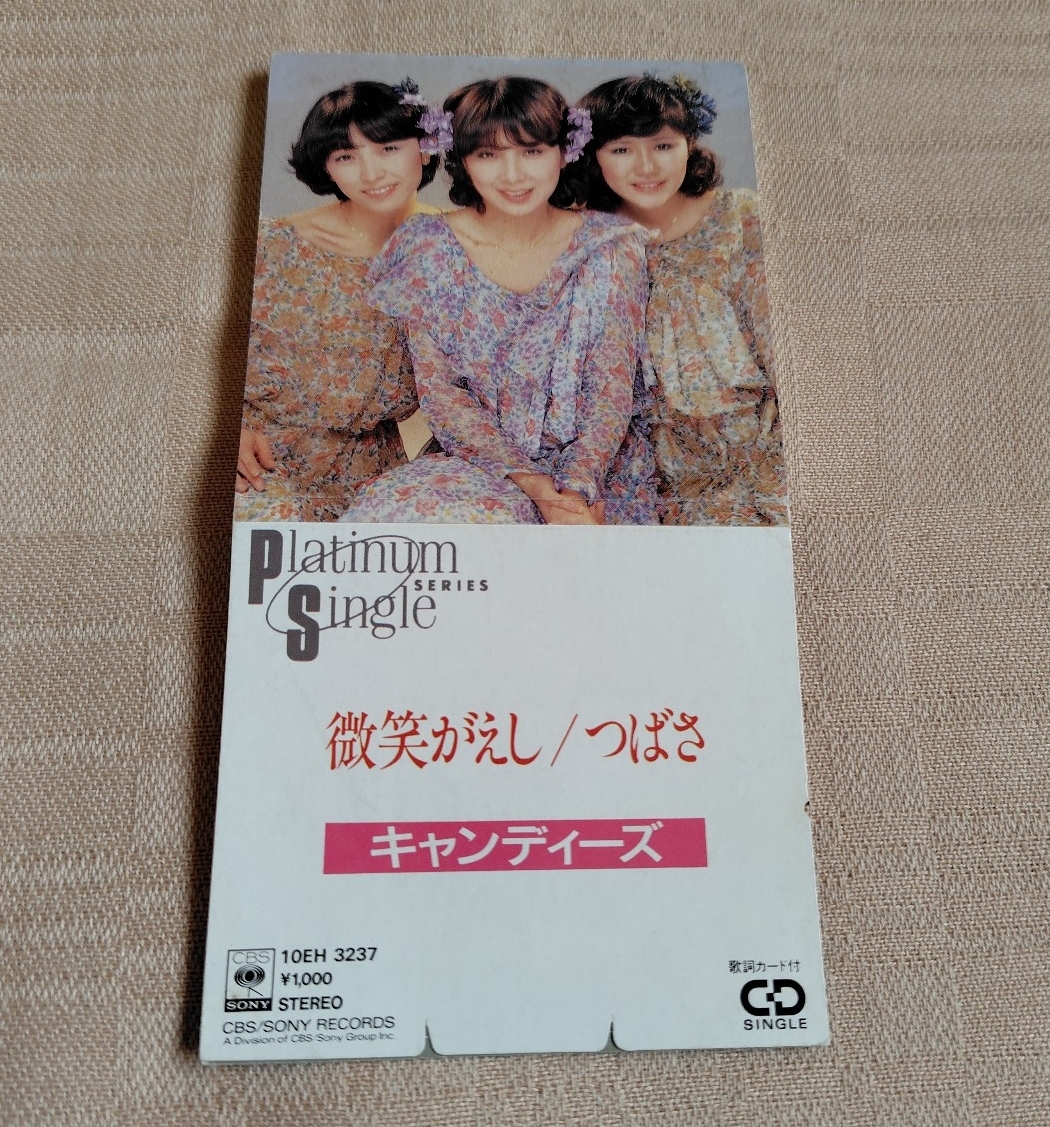 Platinum
SERIES
Single
微笑がえし/つばさ
キャンディーズ
CBS
SONY
10EH 3237
¥1,000
STEREO
CBS/SONY RECORDS
A Division of CBS/Sony Group Inc.
歌詞カード付
CD
SINGLE